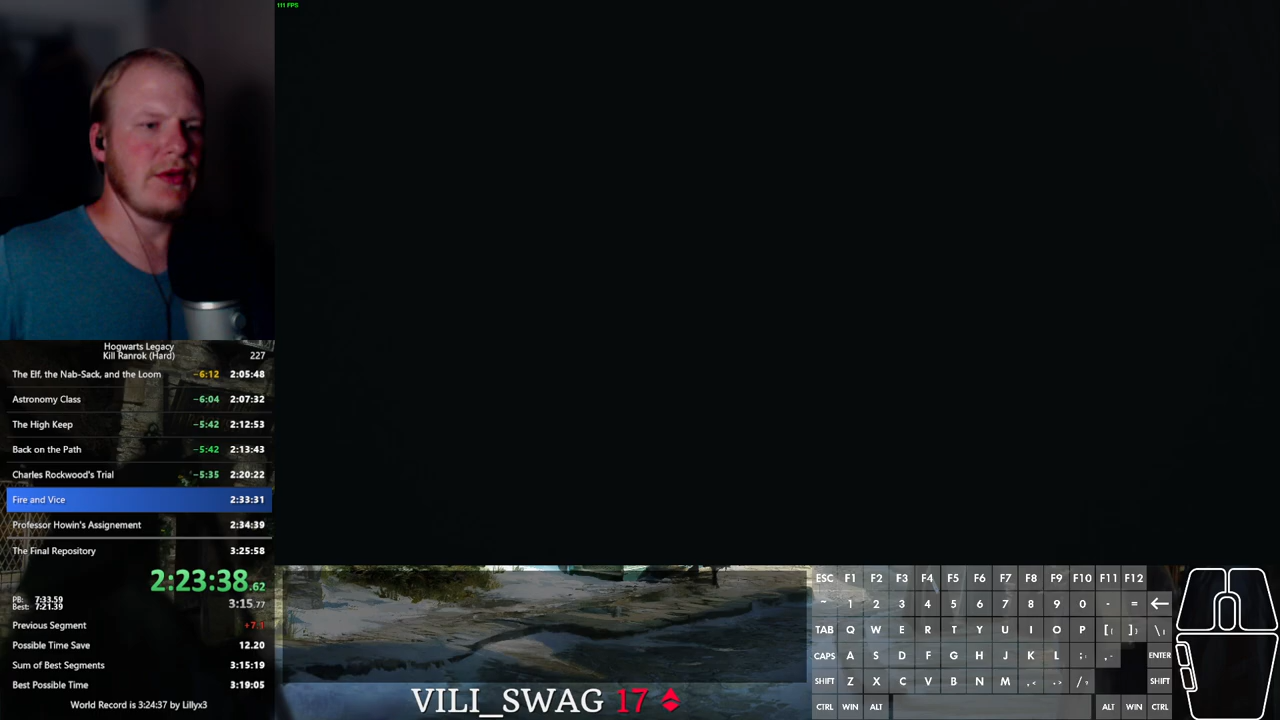 111 FPS
Hogwarts Legacy
Kill Ranrok (Hard) 227
The Elf, the Nab-Sack, and the Loom −6:12 2:05:48
Astronomy Class −6:04 2:07:32
The High Keep −5:42 2:12:53
Back on the Path −5:42 2:13:43
Charles Rockwood's Trial −5:35 2:20:22
Fire and Vice 2:33:31
Professor Howin's Assignement 2:34:39
The Final Repository 3:25:58
2:23:38.62
PB: 7:33.59
Best: 7:21.39
3:15.77
Previous Segment +7.1
Possible Time Save 12.20
Sum of Best Segments 3:15:19
Best Possible Time 3:19:05
World Record is 3:24:37 by Lillyx3
VILI_SWAG 17
ESC F1 F2 F3 F4 F5 F6 F7 F8 F9 F10 F11 F12
~ 1 2 3 4 5 6 7 8 9 0 - =
TAB Q W E R T Y U I O P [{ ]} \|
CAPS A S D F G H J K L ; ENTER
SHIFT Z X C V B N M ,< .> /? SHIFT
CTRL WIN ALT ALT WIN CTRL